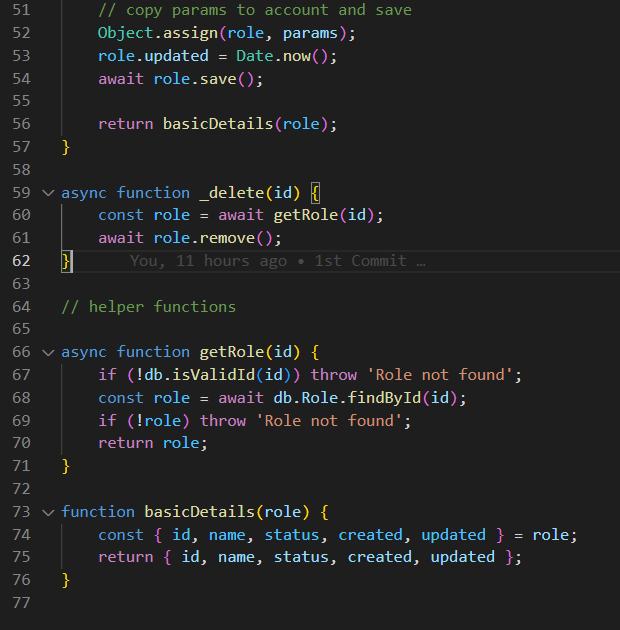 51 // copy params to account and save
52 Object.assign(role, params);
53 role.updated = Date.now();
54 await role.save();
55
56 return basicDetails(role);
57 }
58
59 async function _delete(id) {
60 const role = await getRole(id);
61 await role.remove();
62 } You, 11 hours ago • 1st Commit …
63
64 // helper functions
65
66 async function getRole(id) {
67 if (!db.isValidId(id)) throw 'Role not found';
68 const role = await db.Role.findById(id);
69 if (!role) throw 'Role not found';
70 return role;
71 }
72
73 function basicDetails(role) {
74 const { id, name, status, created, updated } = role;
75 return { id, name, status, created, updated };
76 }
77